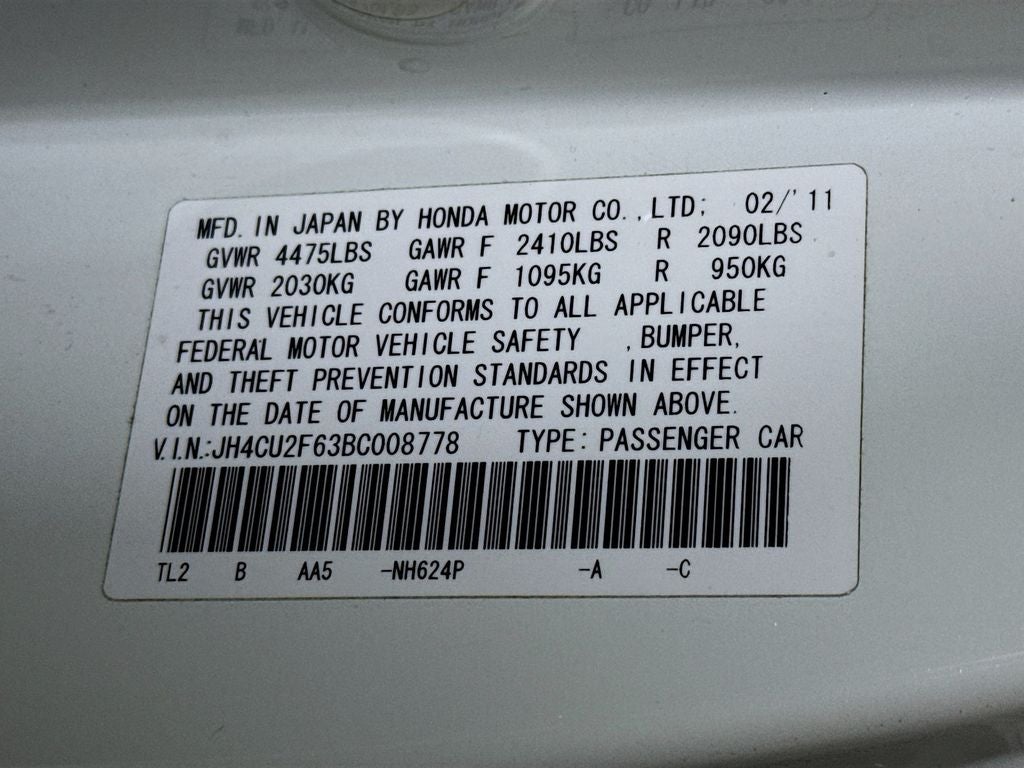 MFD. IN JAPAN BY HONDA MOTOR CO., LTD; 02/'11
GVWR 4475LBS GAWR F 2410LBS R 2090LBS
GVWR 2030KG GAWR F 1095KG R 950KG
THIS VEHICLE CONFORMS TO ALL APPLICABLE
FEDERAL MOTOR VEHICLE SAFETY , BUMPER,
AND THEFT PREVENTION STANDARDS IN EFFECT
ON THE DATE OF MANUFACTURE SHOWN ABOVE.
V.I.N.:JH4CU2F63BC008778 TYPE: PASSENGER CAR
TL2 B AA5 -NH624P -A -C